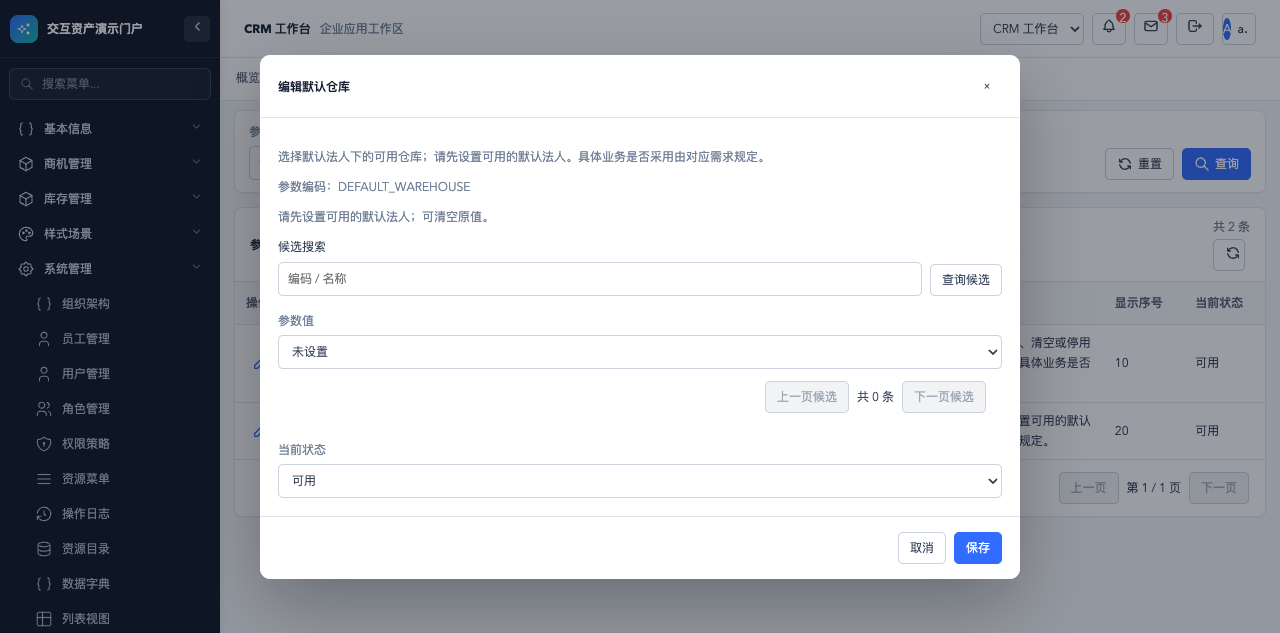 交互资产演示门户
搜索菜单...
基本信息
商机管理
库存管理
样式场景
系统管理
组织架构
员工管理
用户管理
角色管理
权限策略
资源菜单
操作日志
资源目录
数据字典
列表视图
CRM 工作台 企业应用工作区
CRM 工作台
2
3
A a.
概览
重置
查询
共 2 条
显示序号 当前状态
、清空或停用
具体业务是否
10 可用
置可用的默认
规定。
20 可用
上一页 第 1 / 1 页 下一页
编辑默认仓库
×
选择默认法人下的可用仓库；请先设置可用的默认法人。具体业务是否采用由对应需求规定。
参数编码：DEFAULT_WAREHOUSE
请先设置可用的默认法人；可清空原值。
候选搜索
编码 / 名称 查询候选
参数值
未设置
上一页候选 共 0 条 下一页候选
当前状态
可用
取消 保存